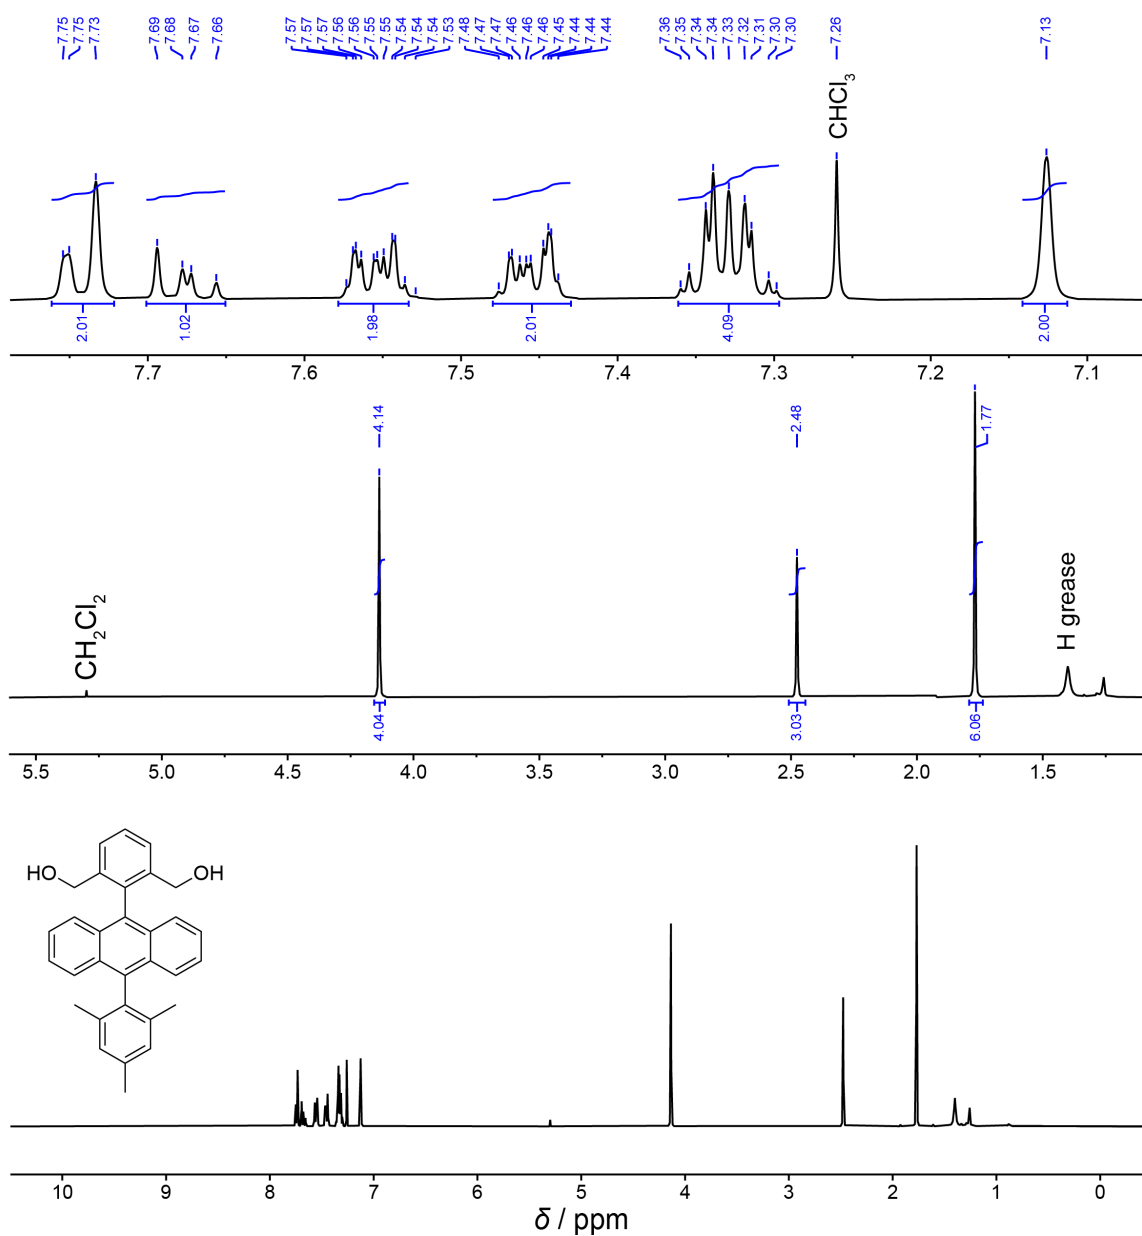 7.75 7.75 7.73 7.69 7.68 7.67 7.66 7.57 7.57 7.57 7.56 7.56 7.55 7.55 7.54 7.54 7.54 7.53 7.48 7.47 7.47 7.46 7.46 7.46 7.45 7.44 7.44 7.44 7.36 7.35 7.34 7.34 7.33 7.32 7.31 7.30 7.30 7.26 7.13
CHCl3
2.01 1.02 1.98 2.01 4.09 2.00
7.7 7.6 7.5 7.4 7.3 7.2 7.1
4.14 2.48 1.77
CH2Cl2 H grease
4.04 3.03 6.06
5.5 5.0 4.5 4.0 3.5 3.0 2.5 2.0 1.5
HO OH
10 9 8 7 6 5 4 3 2 1 0
δ / ppm